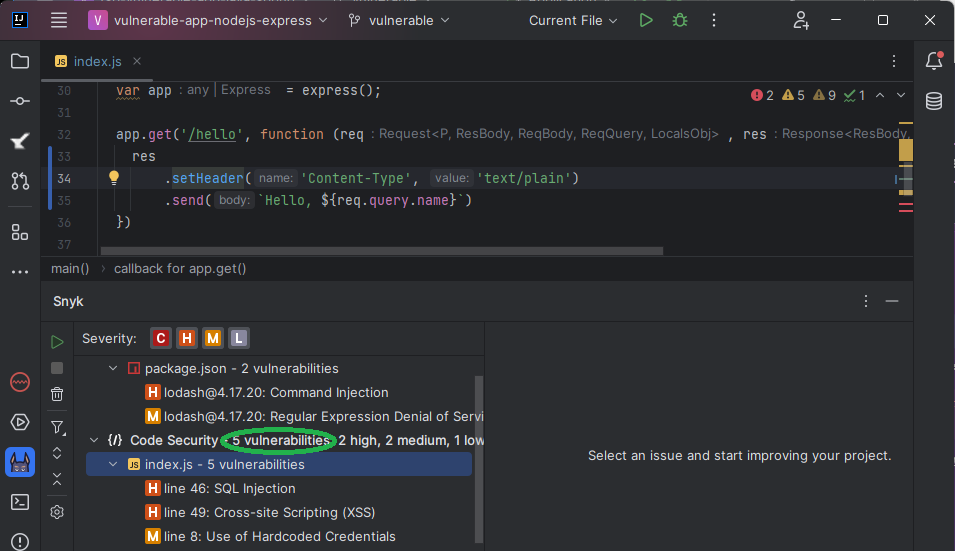 IJ
V vulnerable-app-nodejs-express vulnerable Current File
JS index.js
30 var app : any | Express = express();
2 5 9 1
31
32 app.get('/hello', function (req : Request<P, ResBody, ReqBody, ReqQuery, LocalsObj> , res : Response<ResBody,
33 res
34 .setHeader( name: 'Content-Type', value: 'text/plain')
35 .send( body: `Hello, ${req.query.name}`)
36 })
37
main() › callback for app.get()
Snyk
Severity: C H M L
package.json - 2 vulnerabilities
H lodash@4.17.20: Command Injection
M lodash@4.17.20: Regular Expression Denial of Servi
{/} Code Security - 5 vulnerabilities: 2 high, 2 medium, 1 low
JS index.js - 5 vulnerabilities
Select an issue and start improving your project.
H line 46: SQL Injection
H line 49: Cross-site Scripting (XSS)
M line 8: Use of Hardcoded Credentials